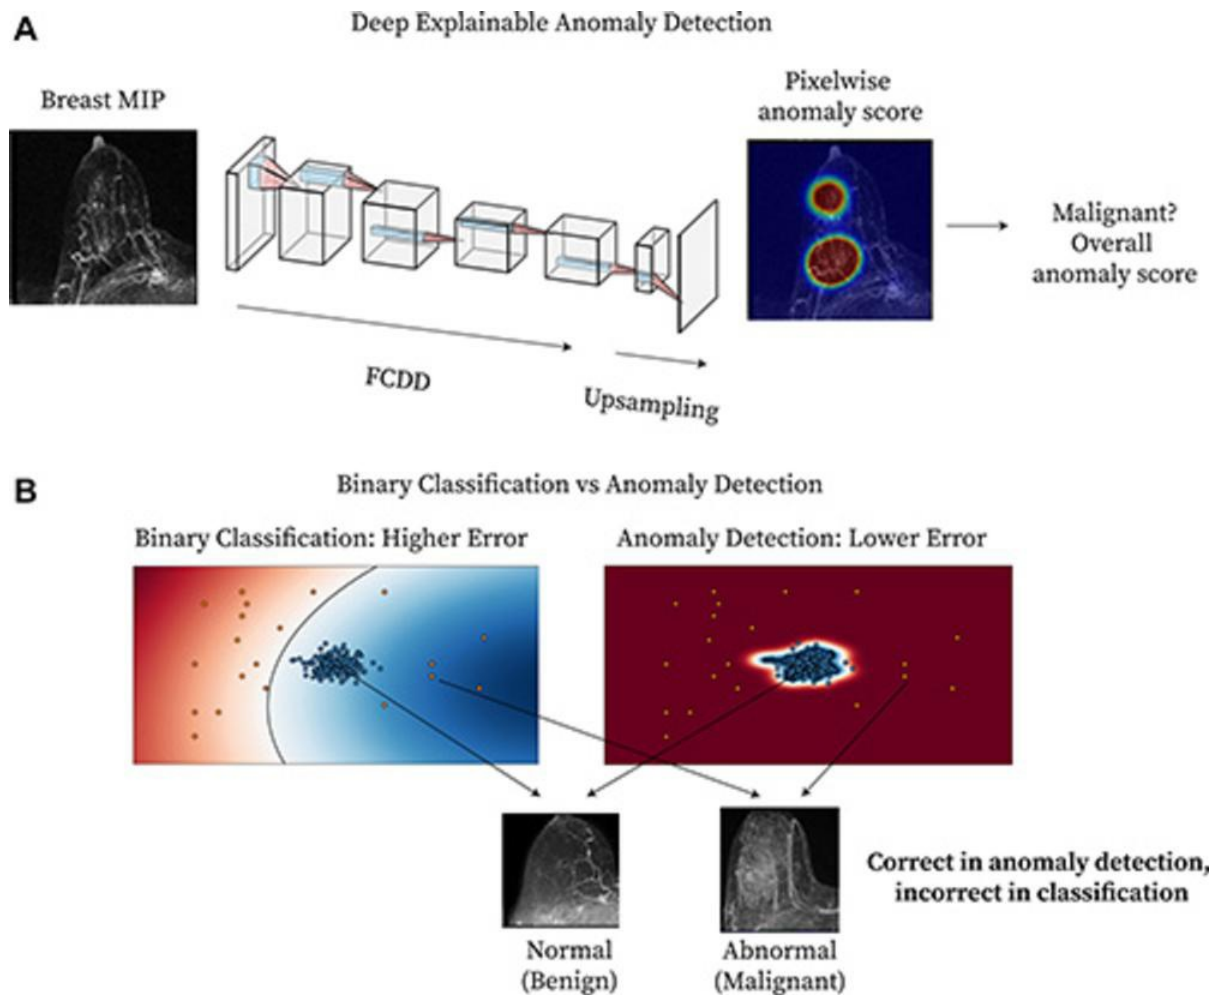 A
Deep Explainable Anomaly Detection
Breast MIP
Pixelwise
anomaly score
Malignant?
Overall
anomaly score
FCDD
Upsampling
B
Binary Classification vs Anomaly Detection
Binary Classification: Higher Error
Anomaly Detection: Lower Error
Correct in anomaly detection,
incorrect in classification
Normal
(Benign)
Abnormal
(Malignant)